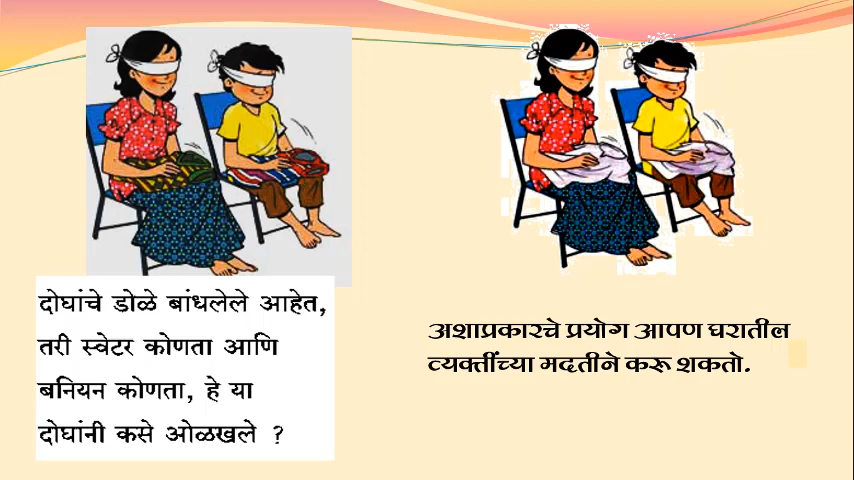 दोघांचे डोळे बांधलेले आहेत,
तरी स्वेटर कोणता आणि
बनियन कोणता, हे या
दोघांनी कसे ओळखले ?
अशाप्रकारचे प्रयोग आपण घरातील
व्यक्तींच्या मदतीने करू शकतो.